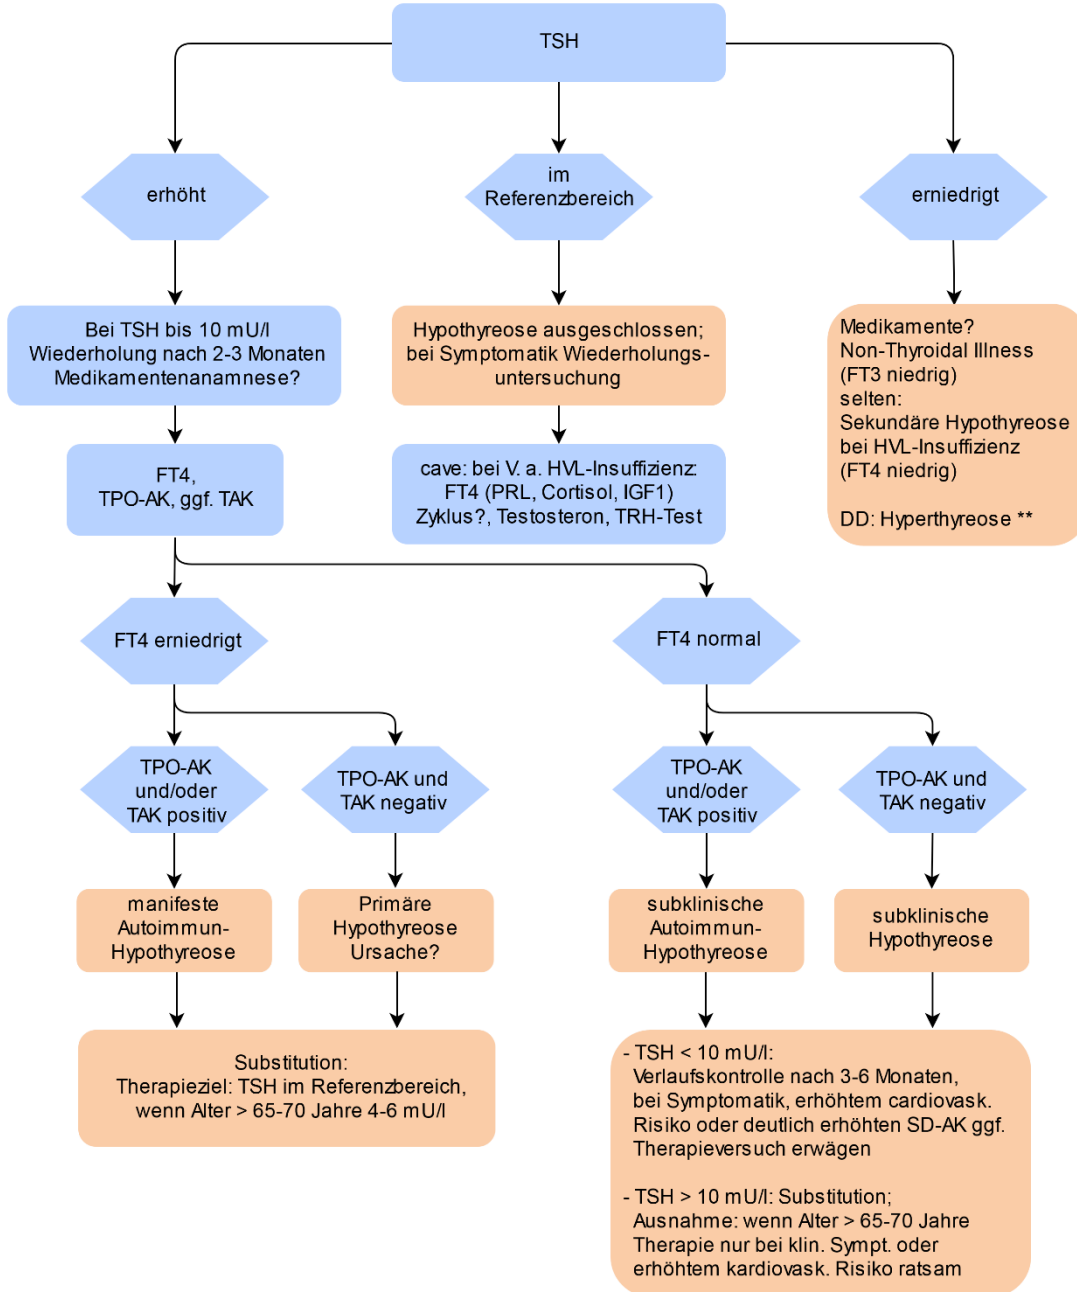 TSH
erhöht
im
Referenzbereich
erniedrigt
Bei TSH bis 10 mU/l
Wiederholung nach 2-3 Monaten
Medikamentenanamnese?
Hypothyreose ausgeschlossen;
bei Symptomatik Wiederholungs-
untersuchung
Medikamente?
Non-Thyroidal Illness
(FT3 niedrig)
selten:
Sekundäre Hypothyreose
bei HVL-Insuffizienz
(FT4 niedrig)
DD: Hyperthyreose **
FT4,
TPO-AK, ggf. TAK
cave: bei V. a. HVL-Insuffizienz:
FT4 (PRL, Cortisol, IGF1)
Zyklus?, Testosteron, TRH-Test
FT4 erniedrigt
FT4 normal
TPO-AK
und/oder
TAK positiv
TPO-AK und
TAK negativ
TPO-AK
und/oder
TAK positiv
TPO-AK und
TAK negativ
manifeste
Autoimmun-
Hypothyreose
Primäre
Hypothyreose
Ursache?
subklinische
Autoimmun-
Hypothyreose
subklinische
Hypothyreose
Substitution:
Therapieziel: TSH im Referenzbereich,
wenn Alter > 65-70 Jahre 4-6 mU/l
- TSH < 10 mU/l:
Verlaufskontrolle nach 3-6 Monaten,
bei Symptomatik, erhöhtem cardiovask.
Risiko oder deutlich erhöhten SD-AK ggf.
Therapieversuch erwägen
- TSH > 10 mU/l: Substitution;
Ausnahme: wenn Alter > 65-70 Jahre
Therapie nur bei klin. Sympt. oder
erhöhtem kardiovask. Risiko ratsam